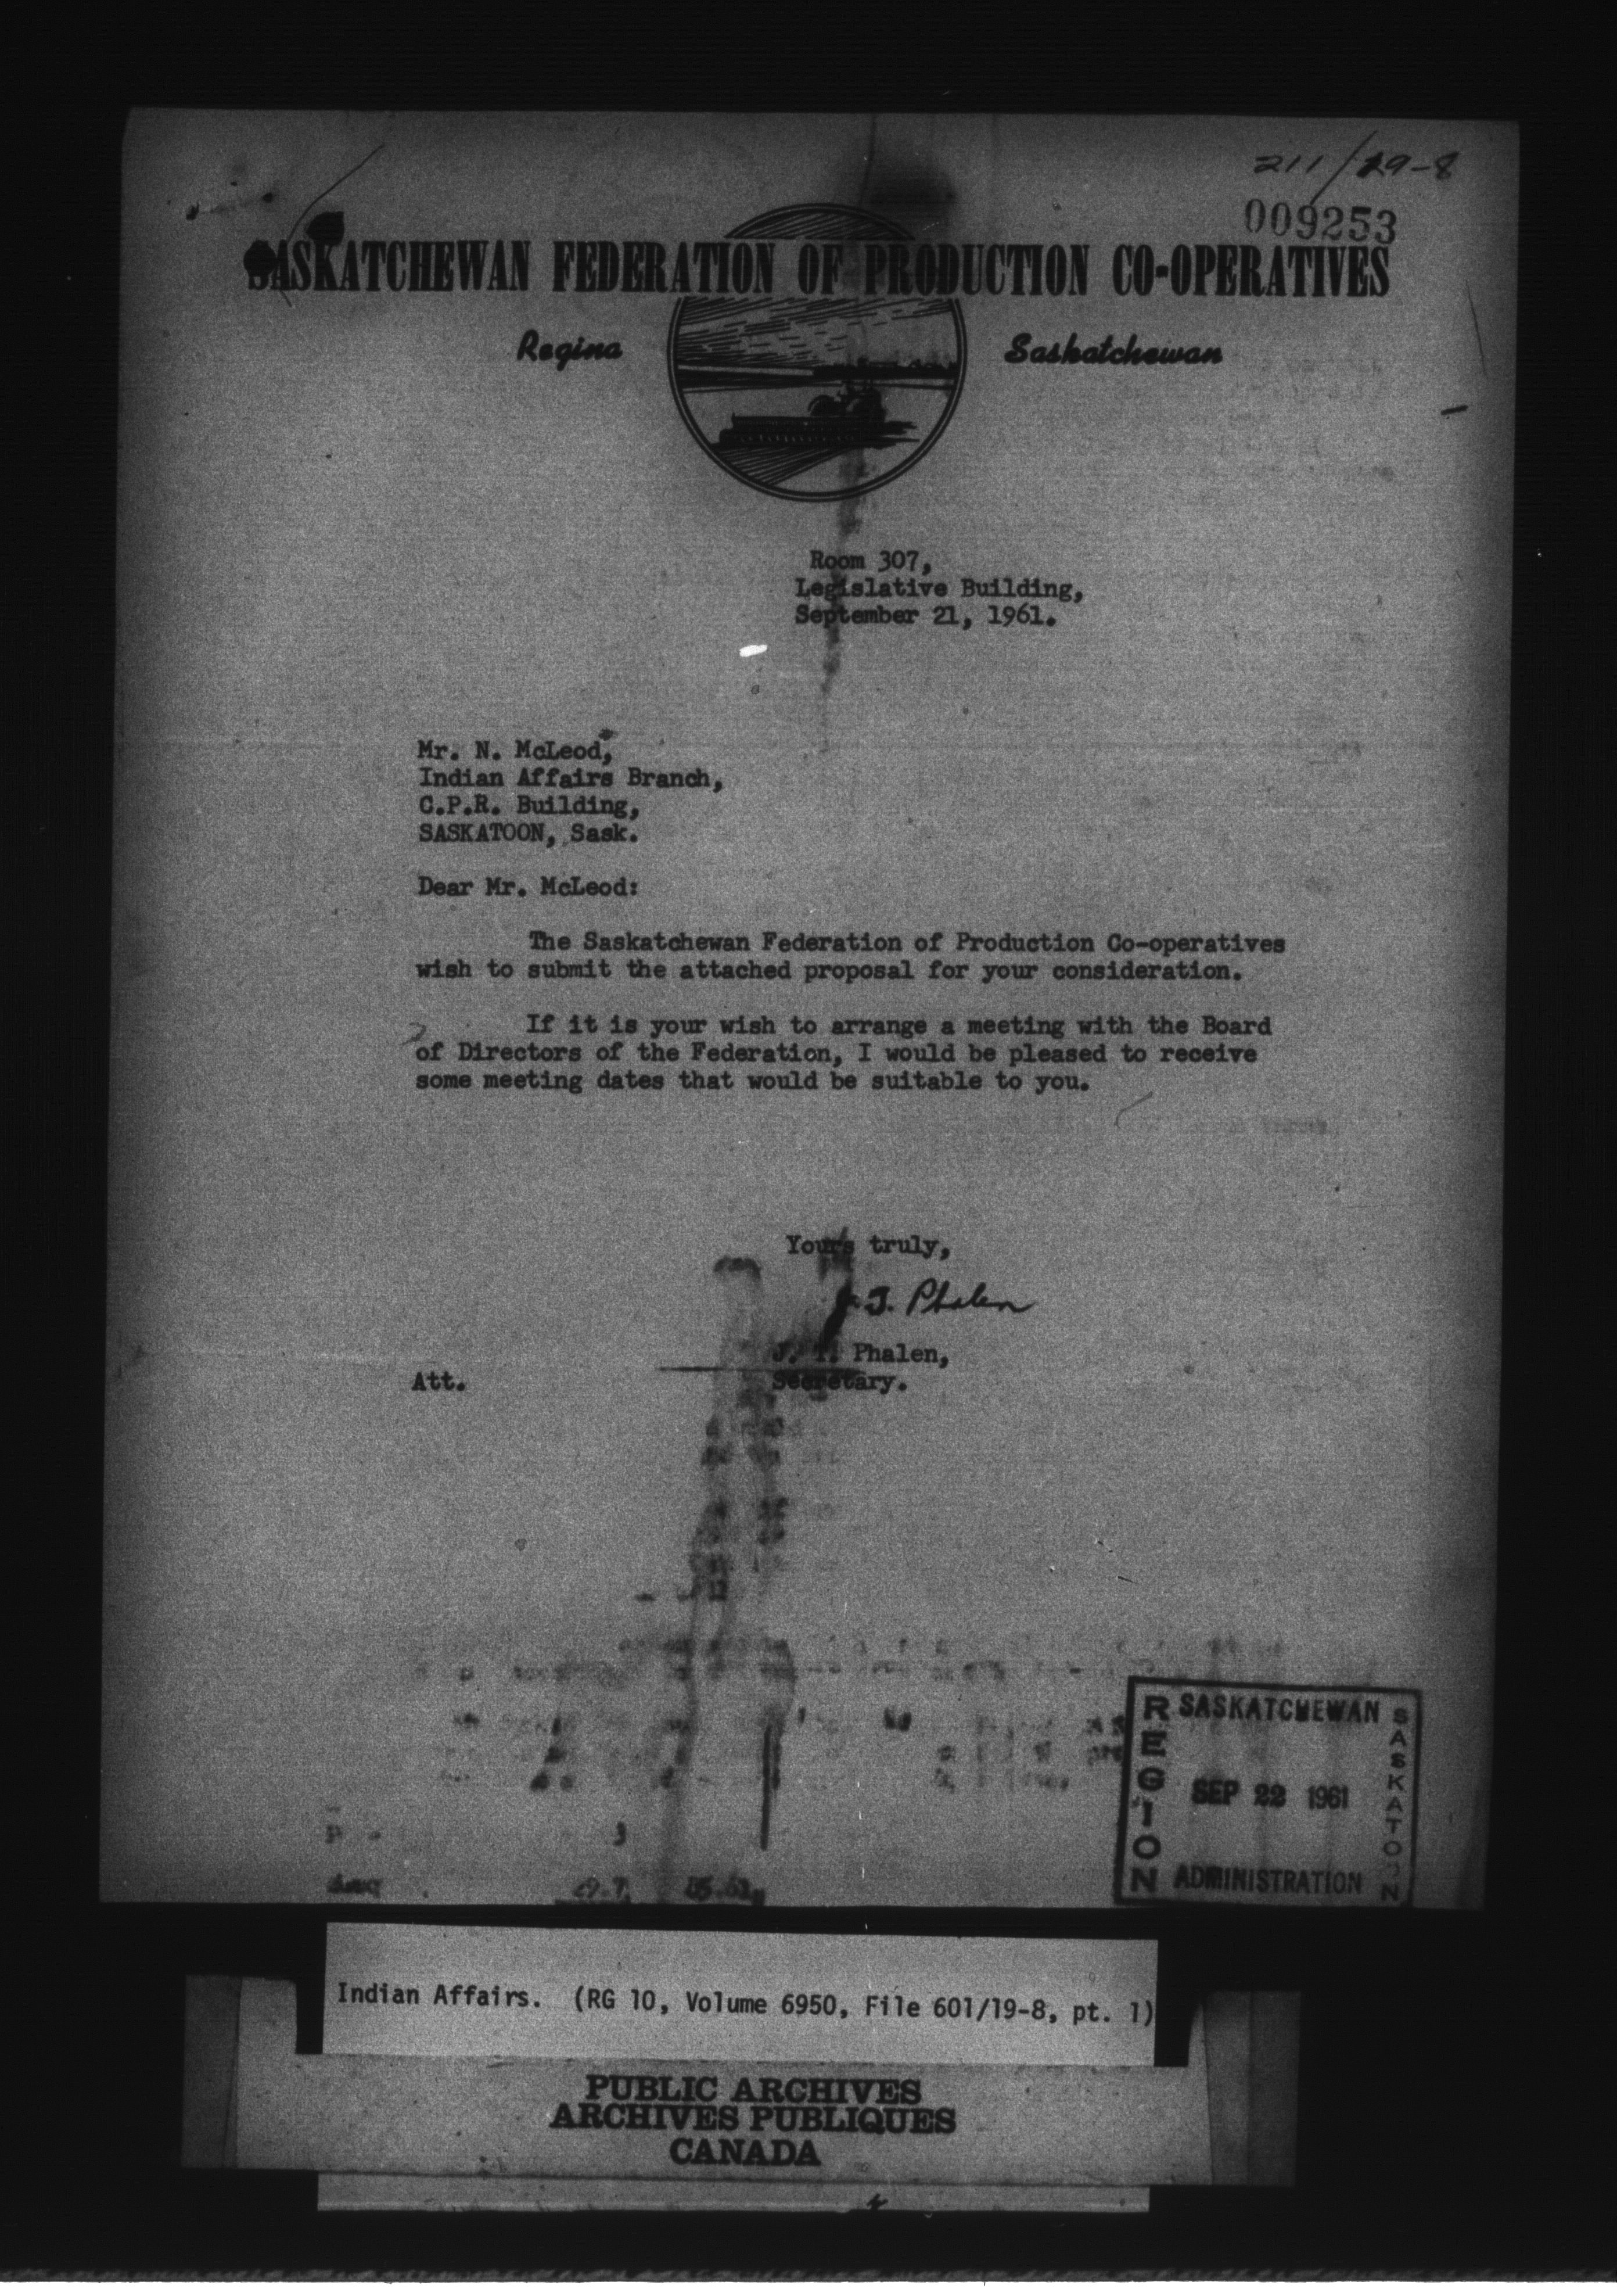 211/29-8
009253
SASKATCHEWAN FEDERATION OF PRODUCTION CO-OPERATIVES
Regina Saskatchewan
Room 307,
Legislative Building,
September 21, 1961.
Mr. N. McLeod,
Indian Affairs Branch,
C.P.R. Building,
SASKATOON, Sask.
Dear Mr. McLeod:
The Saskatchewan Federation of Production Co-operatives
wish to submit the attached proposal for your consideration.
If it is your wish to arrange a meeting with the Board
of Directors of the Federation, I would be pleased to receive
some meeting dates that would be suitable to you.
Yours truly,
J. T. Phalen
J. T. Phalen,
Att. Secretary.
REGION SASKATCHEWAN SASKATOON
SEP 22 1961
ADMINISTRATION
Indian Affairs. (RG 10, Volume 6950, File 601/19-8, pt. 1)
PUBLIC ARCHIVES
ARCHIVES PUBLIQUES
CANADA